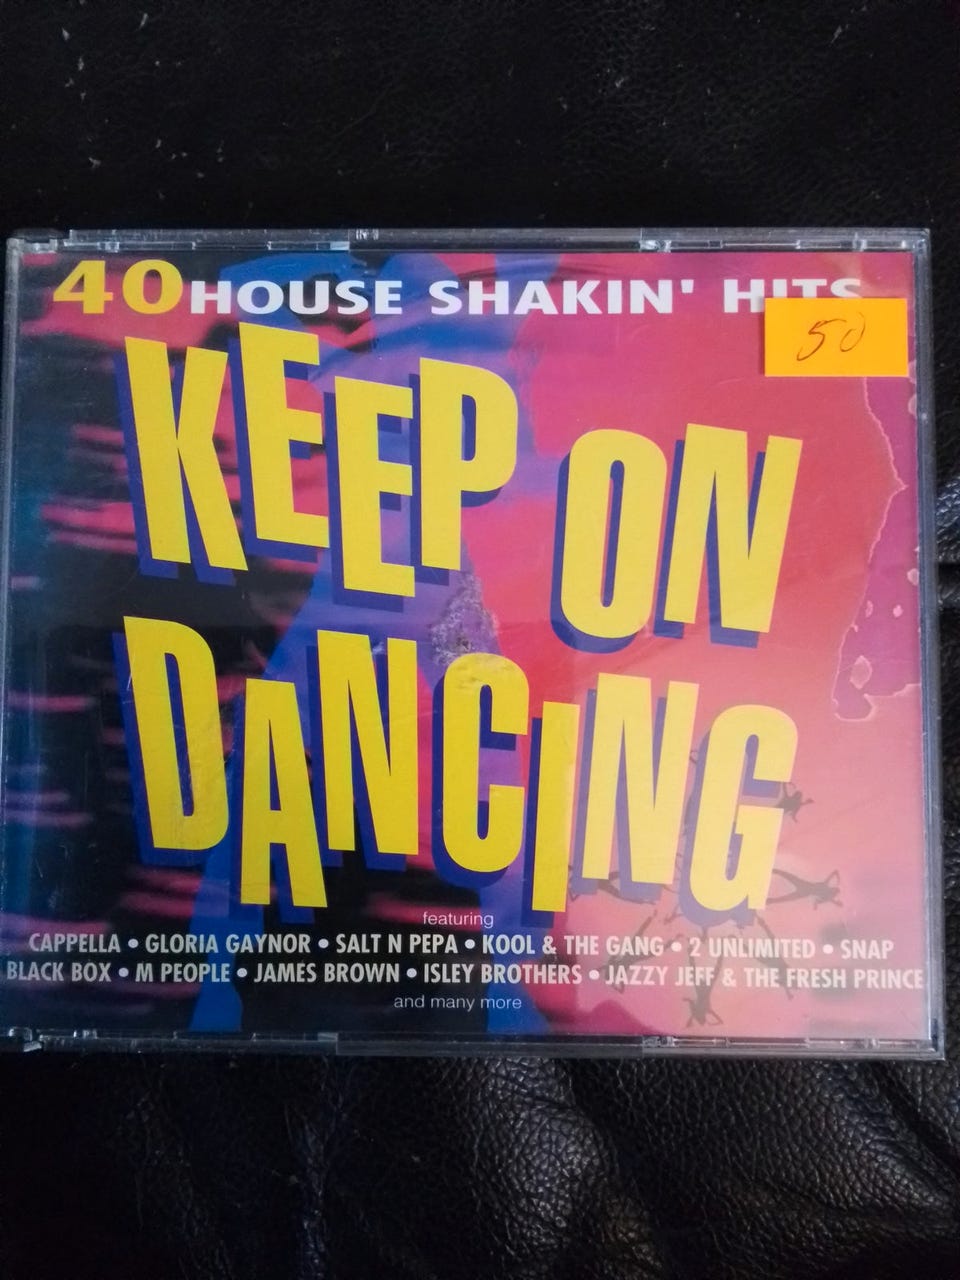 40 HOUSE SHAKIN' HITS
50
KEEP ON
DANCING
featuring
CAPPELLA • GLORIA GAYNOR • SALT N PEPA • KOOL & THE GANG • 2 UNLIMITED • SNAP
BLACK BOX • M PEOPLE • JAMES BROWN • ISLEY BROTHERS • JAZZY JEFF & THE FRESH PRINCE
and many more